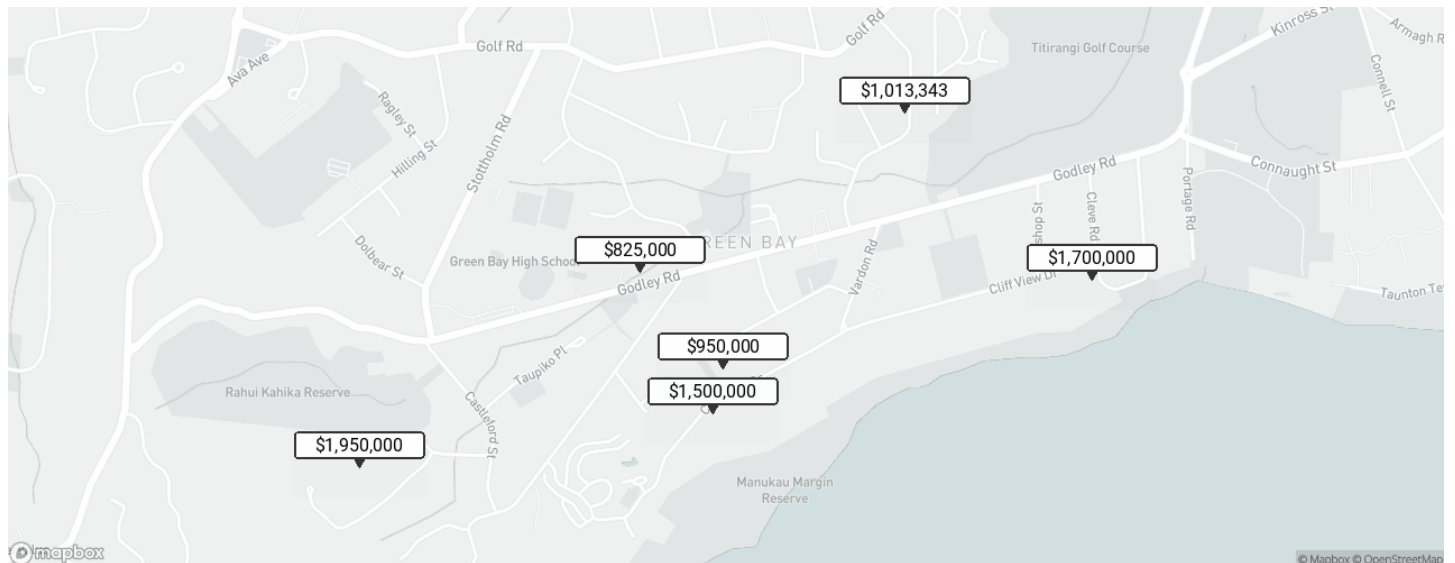 Golf Rd
Golf Rd
Titirangi Golf Course
Kinross St
Armagh R
Ava Ave
Connell St
$1,013,343
Ragley St
Hilling St
Stottholm Rd
Godley Rd
Connaught St
Portage Rd
Cleve Rd
shop St
Dolbear St
Green Bay High School
$825,000
REEN BAY
Vardon Rd
$1,700,000
Godley Rd
Cliff View D
Taunton Te
$950,000
Taupiko Pl
$1,500,000
Rahui Kahika Reserve
Castleford St
$1,950,000
Manukau Margin
Reserve
mapbox
© Mapbox © OpenStreetMap